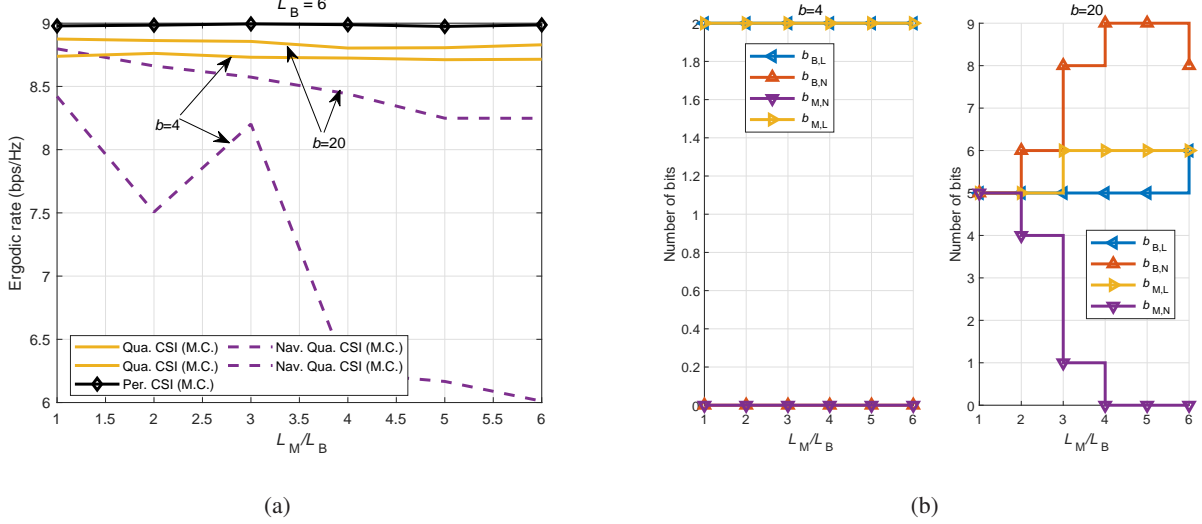 L_B = 6
9
8.5
8
7.5
7
6.5
6
Ergodic rate (bps/Hz)
b=4
b=20
Qua. CSI (M.C.)
Nav. Qua. CSI (M.C.)
Qua. CSI (M.C.)
Nav. Qua. CSI (M.C.)
Per. CSI (M.C.)
1 1.5 2 2.5 3 3.5 4 4.5 5 5.5 6
L_M/L_B
(a)
b=4
2
1.8
1.6
1.4
1.2
1
0.8
0.6
0.4
0.2
0
Number of bits
b_B,L
b_B,N
b_M,N
b_M,L
1 2 3 4 5 6
L_M/L_B
b=20
9
8
7
6
5
4
3
2
1
0
Number of bits
b_B,L
b_B,N
b_M,L
b_M,N
1 2 3 4 5 6
L_M/L_B
(b)